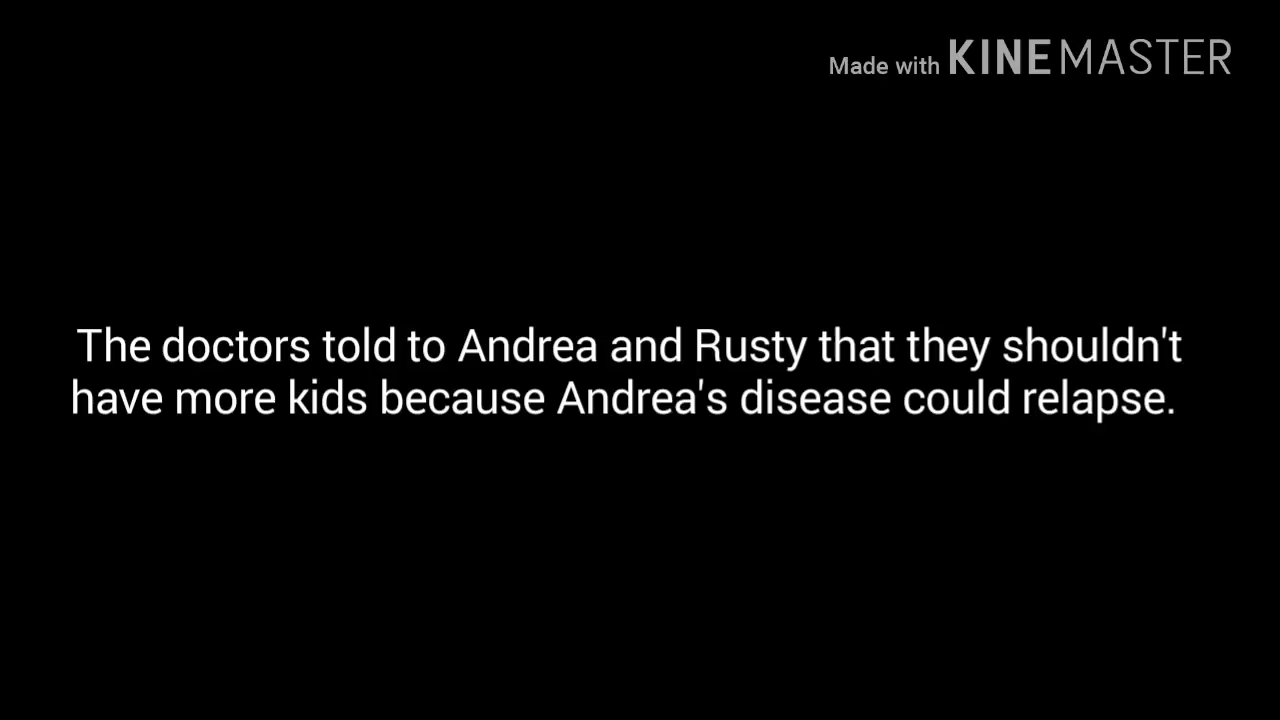 Made with KINEMASTER
The doctors told to Andrea and Rusty that they shouldn't
have more kids because Andrea's disease could relapse.